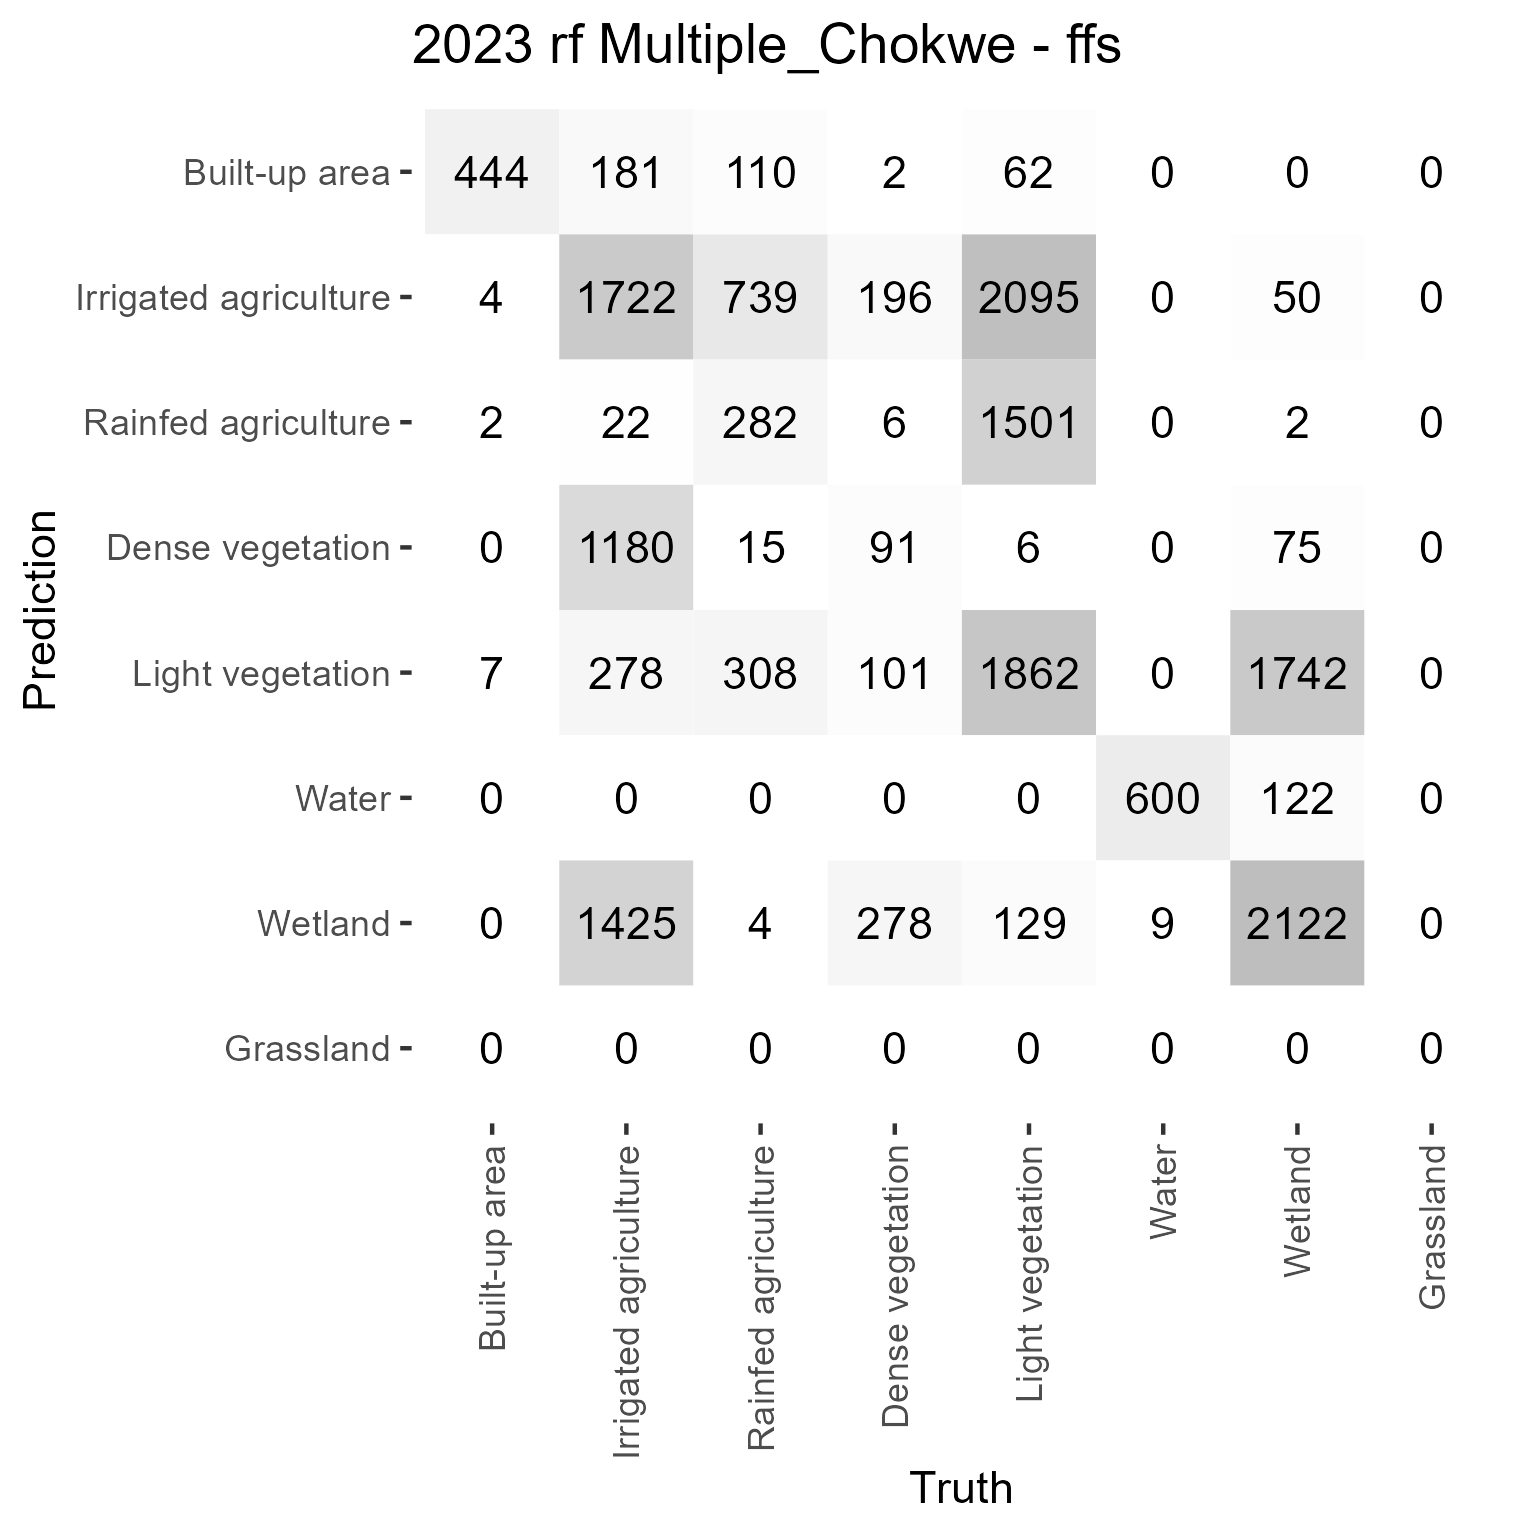 2023 rf Multiple_Chokwe - ffs
Built-up area 444 181 110 2 62 0 0 0
Irrigated agriculture 4 1722 739 196 2095 0 50 0
Rainfed agriculture 2 22 282 6 1501 0 2 0
Dense vegetation 0 1180 15 91 6 0 75 0
Light vegetation 7 278 308 101 1862 0 1742 0
Water 0 0 0 0 0 600 122 0
Wetland 0 1425 4 278 129 9 2122 0
Grassland 0 0 0 0 0 0 0 0
Prediction
Built-up area
Irrigated agriculture
Rainfed agriculture
Dense vegetation
Light vegetation
Water
Wetland
Grassland
Truth